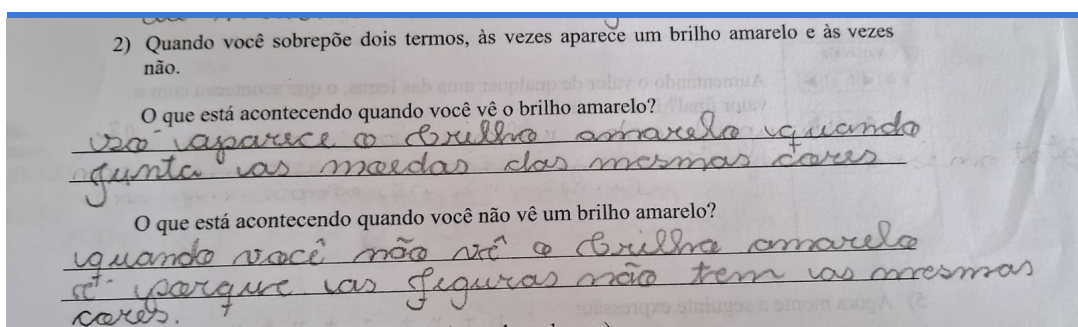 2) Quando você sobrepõe dois termos, às vezes aparece um brilho amarelo e às vezes
não.
O que está acontecendo quando você vê o brilho amarelo?
aparece o brilho amarelo quando
junta as moedas das mesmas cores
O que está acontecendo quando você não vê um brilho amarelo?
quando você não vê o brilho amarelo
é porque as figuras não tem as mesmas
cores.